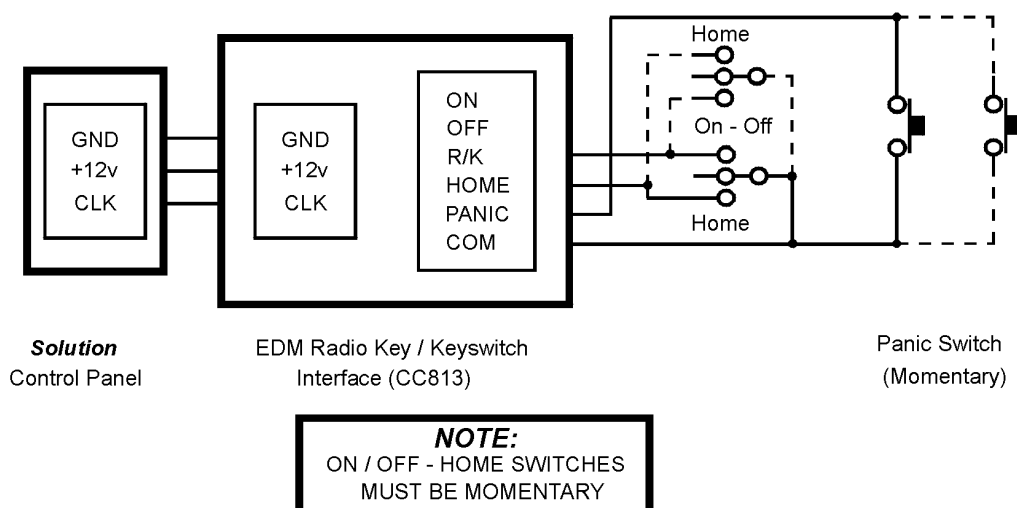 GND
+12v
CLK
GND
+12v
CLK
ON
OFF
R/K
HOME
PANIC
COM
Home
On - Off
Home
Solution
Control Panel
EDM Radio Key / Keyswitch
Interface (CC813)
Panic Switch
(Momentary)
NOTE:
ON / OFF - HOME SWITCHES
MUST BE MOMENTARY